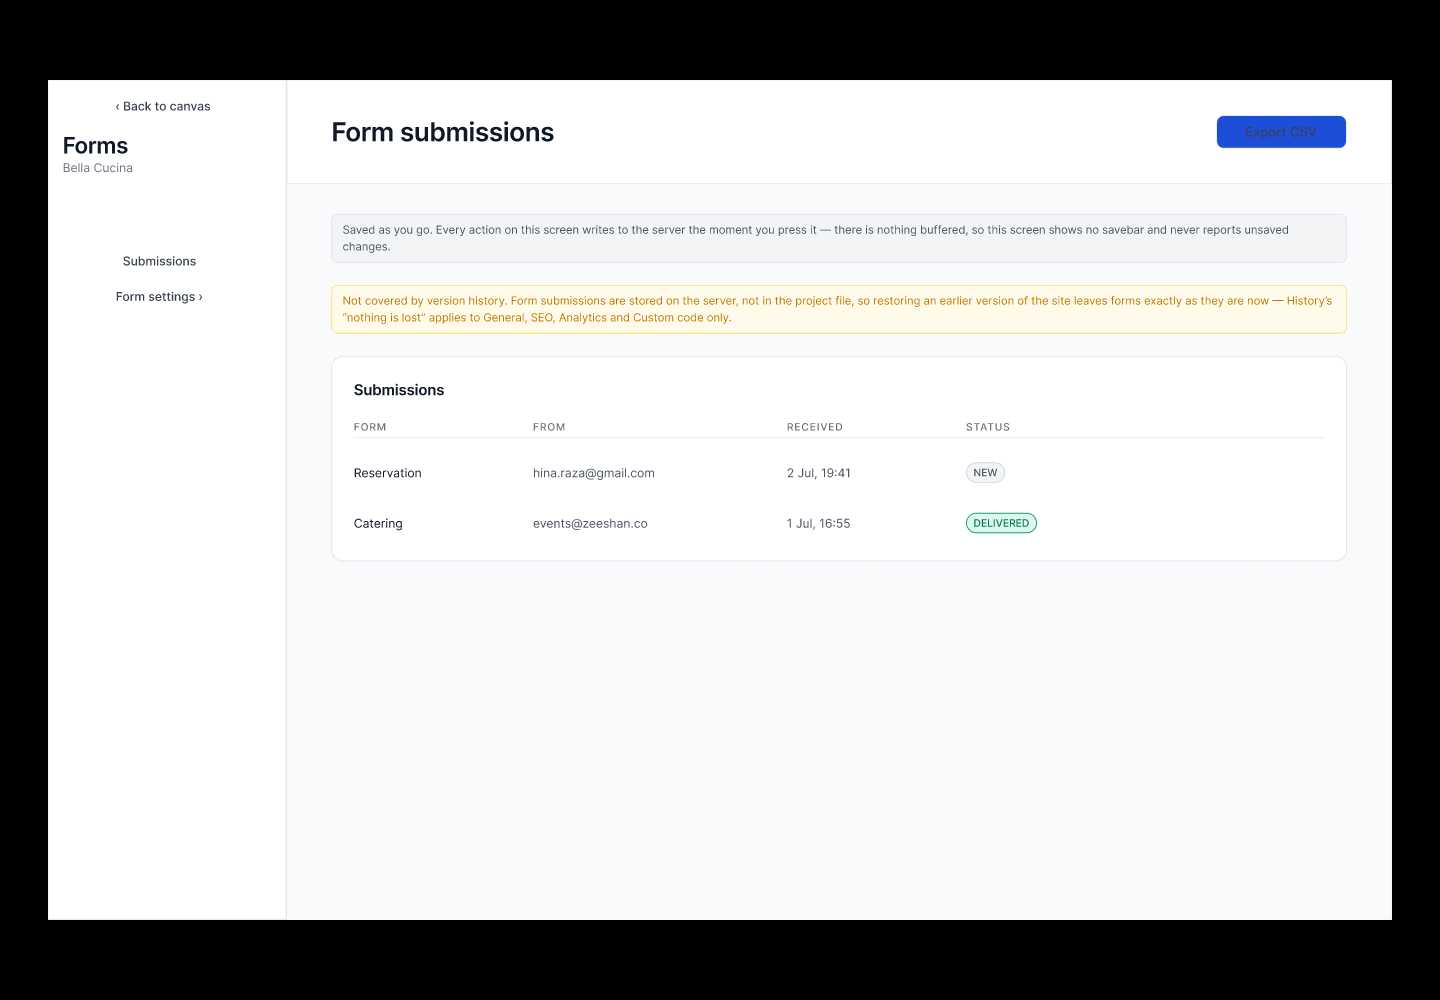 ‹ Back to canvas
Forms
Bella Cucina
Submissions
Form settings ›
Form submissions
Export CSV
Saved as you go. Every action on this screen writes to the server the moment you press it — there is nothing buffered, so this screen shows no savebar and never reports unsaved
changes.
Not covered by version history. Form submissions are stored on the server, not in the project file, so restoring an earlier version of the site leaves forms exactly as they are now — History’s
“nothing is lost” applies to General, SEO, Analytics and Custom code only.
Submissions
FORM FROM RECEIVED STATUS
Reservation hina.raza@gmail.com 2 Jul, 19:41 NEW
Catering events@zeeshan.co 1 Jul, 16:55 DELIVERED